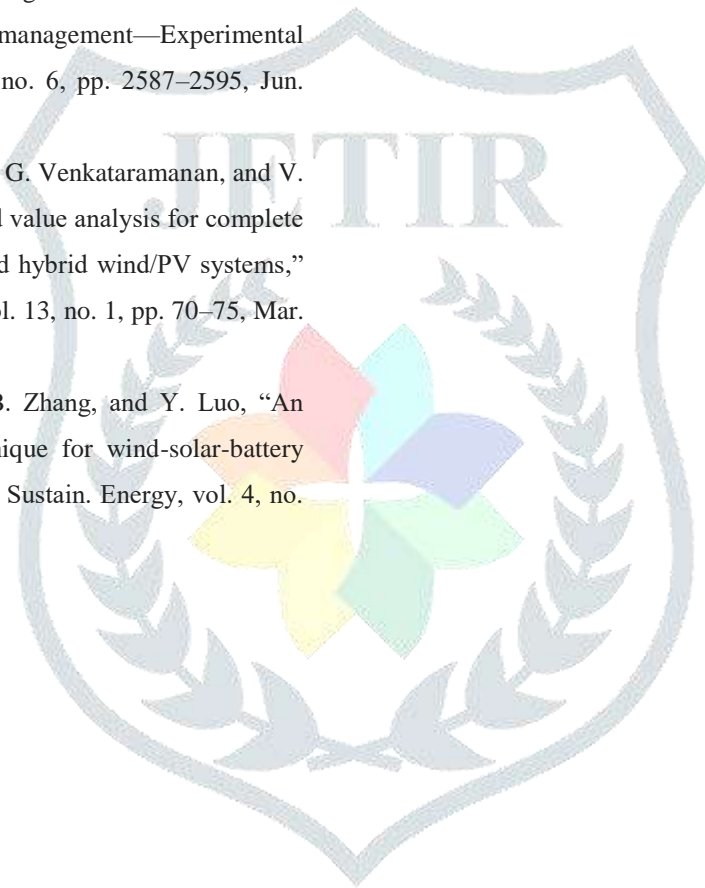 management—Experimental
no. 6, pp. 2587–2595, Jun.
JETIR
G. Venkataramanan, and V.
value analysis for complete
d hybrid wind/PV systems,”
ol. 13, no. 1, pp. 70–75, Mar.
B. Zhang, and Y. Luo, “An
nique for wind-solar-battery
Sustain. Energy, vol. 4, no.